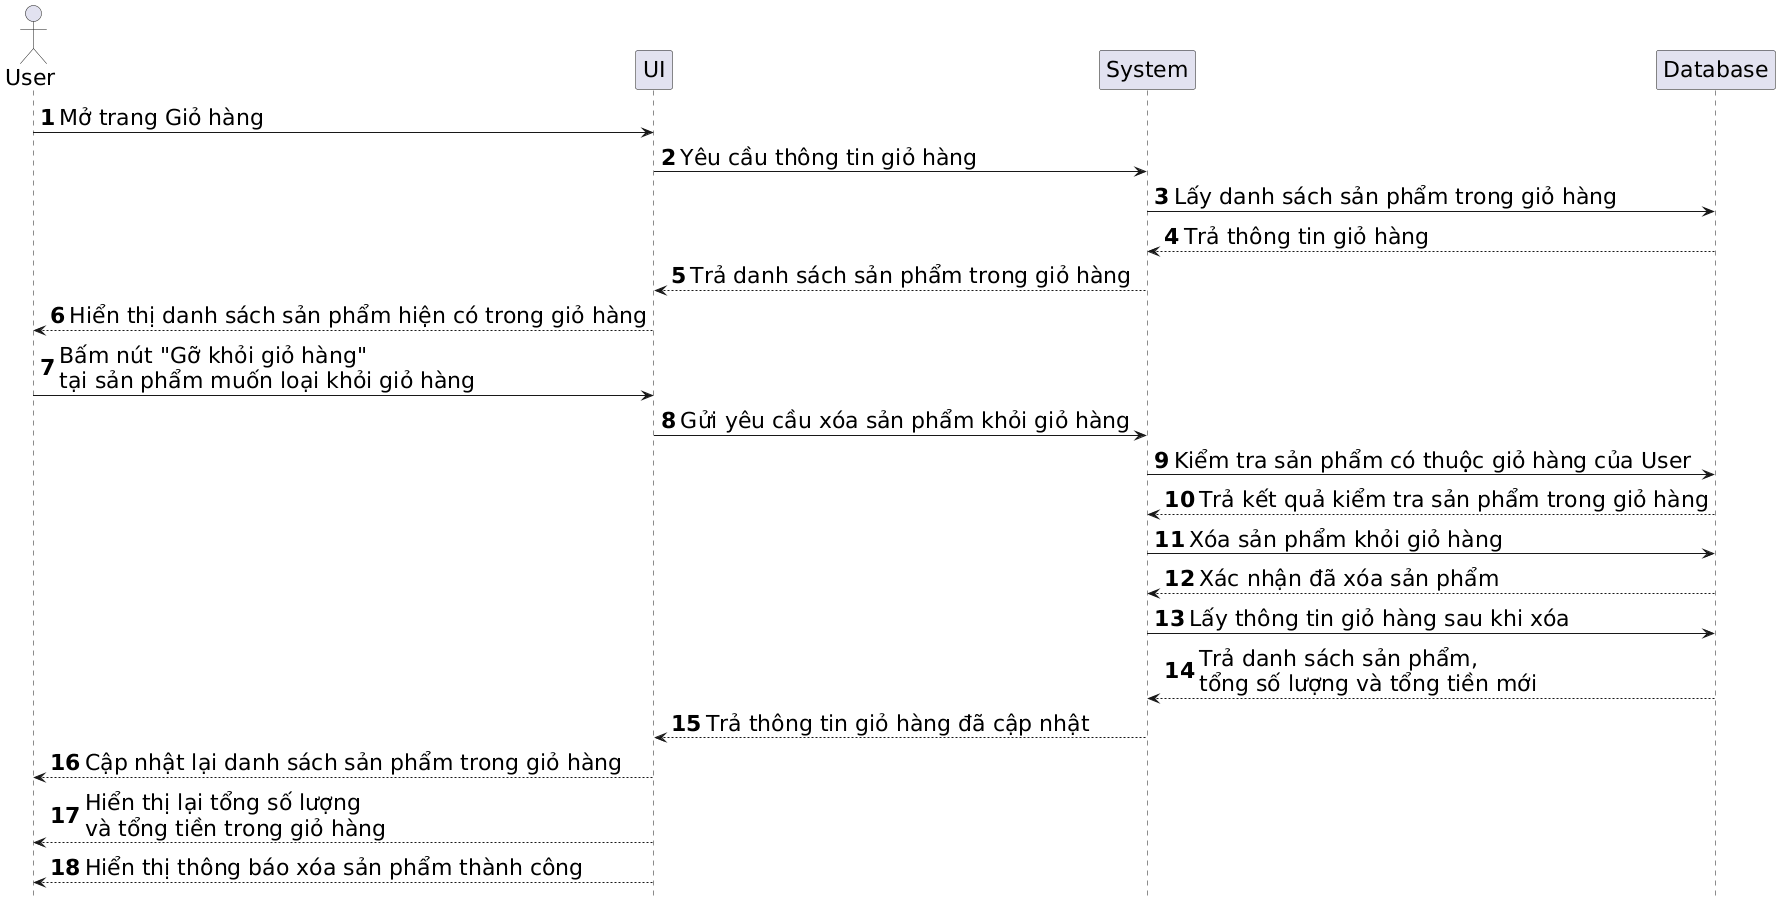 User
UI
System
Database
1 Mở trang Giỏ hàng
2 Yêu cầu thông tin giỏ hàng
3 Lấy danh sách sản phẩm trong giỏ hàng
4 Trả thông tin giỏ hàng
5 Trả danh sách sản phẩm trong giỏ hàng
6 Hiển thị danh sách sản phẩm hiện có trong giỏ hàng
7 Bấm nút "Gỡ khỏi giỏ hàng"
tại sản phẩm muốn loại khỏi giỏ hàng
8 Gửi yêu cầu xóa sản phẩm khỏi giỏ hàng
9 Kiểm tra sản phẩm có thuộc giỏ hàng của User
10 Trả kết quả kiểm tra sản phẩm trong giỏ hàng
11 Xóa sản phẩm khỏi giỏ hàng
12 Xác nhận đã xóa sản phẩm
13 Lấy thông tin giỏ hàng sau khi xóa
14 Trả danh sách sản phẩm,
tổng số lượng và tổng tiền mới
15 Trả thông tin giỏ hàng đã cập nhật
16 Cập nhật lại danh sách sản phẩm trong giỏ hàng
17 Hiển thị lại tổng số lượng
và tổng tiền trong giỏ hàng
18 Hiển thị thông báo xóa sản phẩm thành công